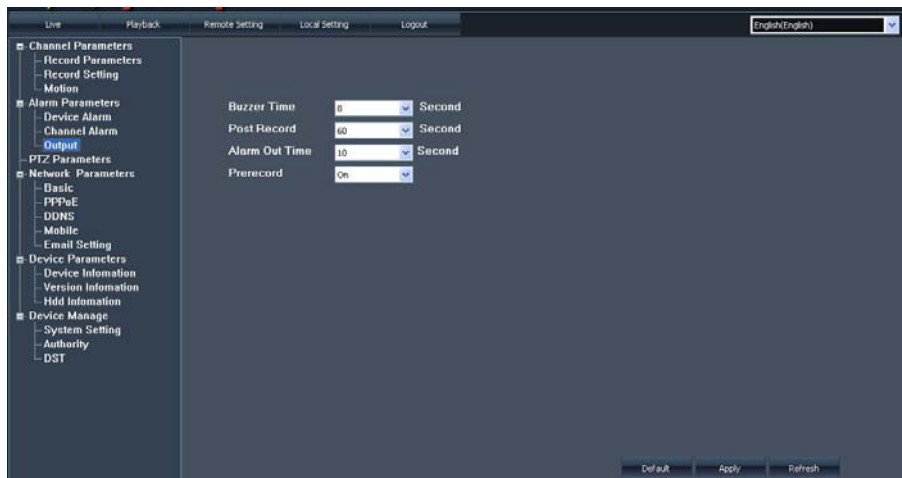 Live Playback Remote Setting Local Setting Logout English(English)
Channel Parameters
Record Parameters
Record Setting
Motion
Alarm Parameters
Device Alarm
Channel Alarm
Output
PTZ Parameters
Network Parameters
Basic
PPPoE
DDNS
Mobile
Email Setting
Device Parameters
Device Infomation
Version Infomation
Hdd Infomation
Device Manage
System Setting
Authority
DST
Buzzer Time 0 Second
Post Record 60 Second
Alarm Out Time 10 Second
Prerecord On
Default Apply Refresh